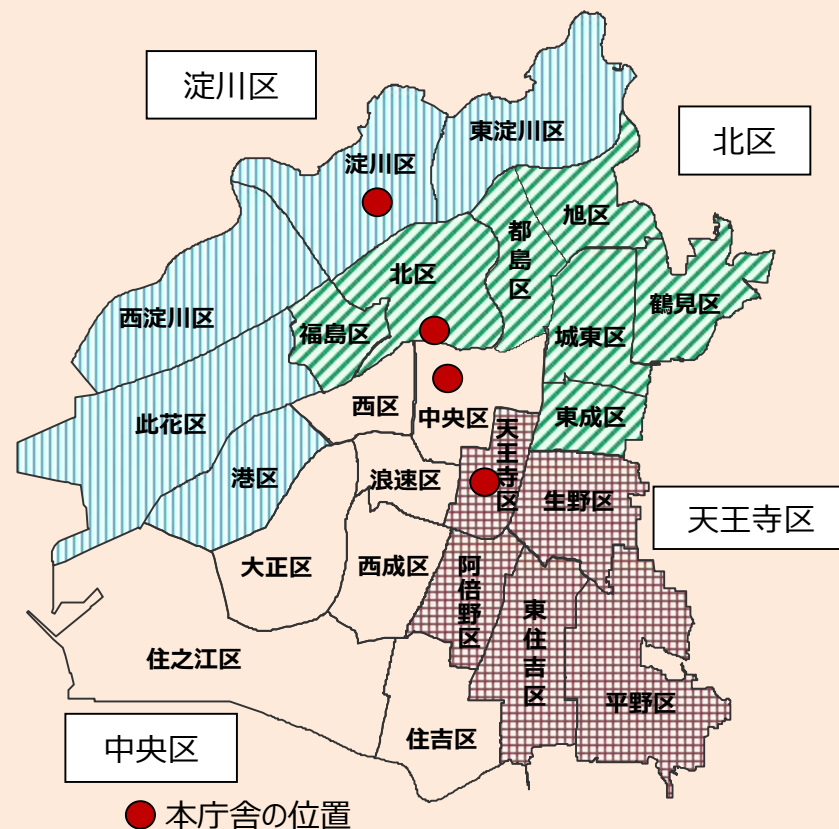 淀川区
東淀川区
北区
淀川区
旭区
都島区
北区
鶴見区
西淀川区
福島区
城東区
西区
中央区
東成区
此花区
天王寺区
港区
浪速区
生野区
天王寺区
大正区
西成区
阿倍野区
東住吉区
住之江区
平野区
中央区
住吉区
本庁舎の位置